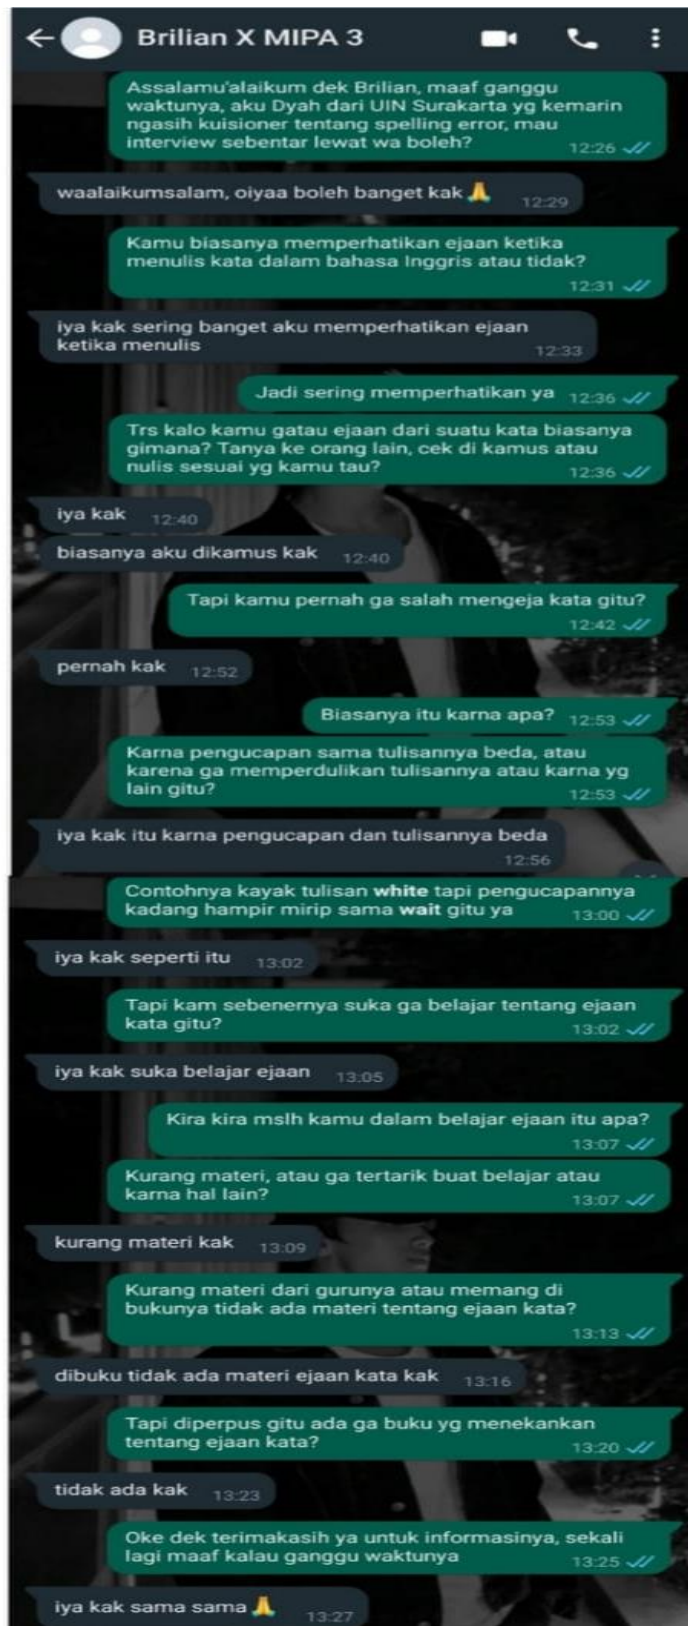 Brilian X MIPA 3
Assalamu'alaikum dek Brilian, maaf ganggu
waktunya, aku Dyah dari UIN Surakarta yg kemarin
ngasih kuisioner tentang spelling error, mau
interview sebentar lewat wa boleh?
12:26
waalaikumsalam, oiyaa boleh banget kak🙏
12:29
Kamu biasanya memperhatikan ejaan ketika
menulis kata dalam bahasa Inggris atau tidak?
12:31
iya kak sering banget aku memperhatikan ejaan
ketika menulis
12:33
Jadi sering memperhatikan ya 12:36
Trs kalo kamu gatau ejaan dari suatu kata biasanya
gimana? Tanya ke orang lain, cek di kamus atau
nulis sesuai yg kamu tau?
12:36
iya kak 12:40
biasanya aku dikamus kak 12:40
Tapi kamu pernah ga salah mengeja kata gitu?
12:42
pernah kak 12:52
Biasanya itu karna apa? 12:53
Karna pengucapan sama tulisannya beda, atau
karena ga memperdulikan tulisannya atau karna yg
lain gitu?
12:53
iya kak itu karna pengucapan dan tulisannya beda
12:56
Contohnya kayak tulisan white tapi pengucapannya
kadang hampir mirip sama wait gitu ya 13:00
iya kak seperti itu 13:02
Tapi kam sebenernya suka ga belajar tentang ejaan
kata gitu?
13:02
iya kak suka belajar ejaan 13:05
Kira kira mslh kamu dalam belajar ejaan itu apa?
13:07
Kurang materi, atau ga tertarik buat belajar atau
karna hal lain?
13:07
kurang materi kak 13:09
Kurang materi dari gurunya atau memang di
bukunya tidak ada materi tentang ejaan kata?
13:13
dibuku tidak ada materi ejaan kata kak 13:16
Tapi diperpus gitu ada ga buku yg menekankan
tentang ejaan kata?
13:20
tidak ada kak 13:23
Oke dek terimakasih ya untuk informasinya, sekali
lagi maaf kalau ganggu waktunya
13:25
iya kak sama sama🙏 13:27